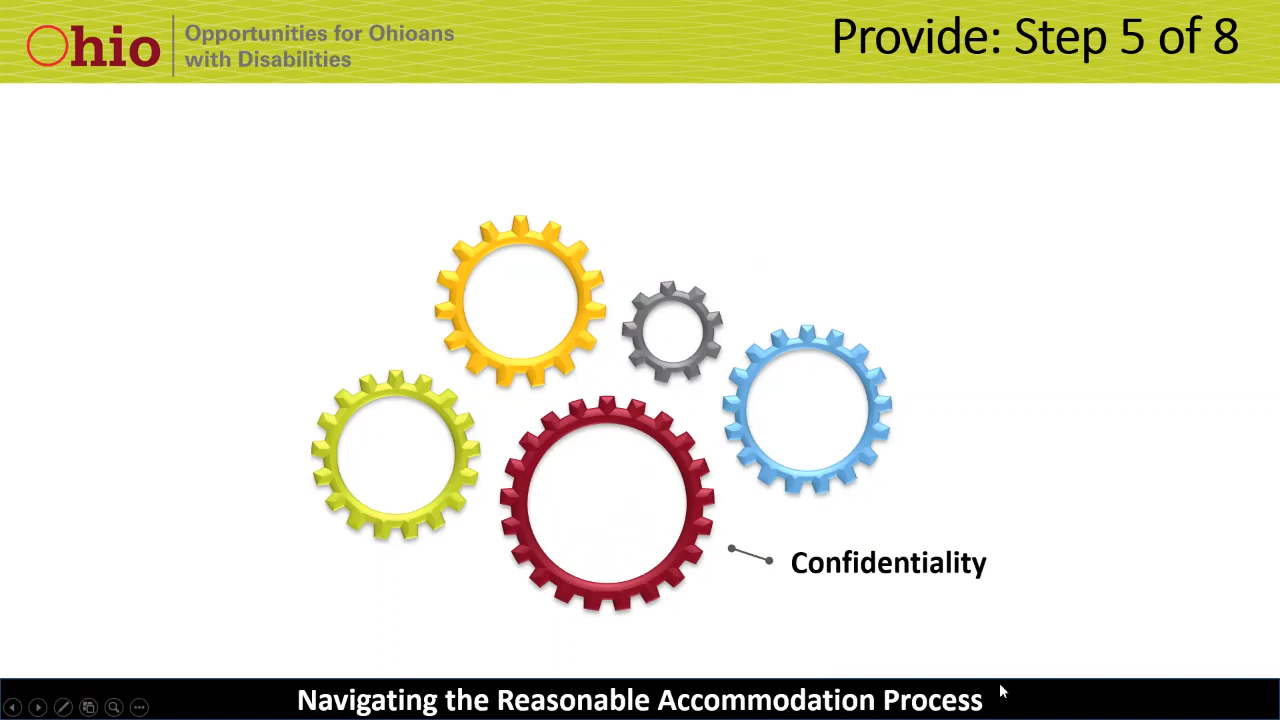 Ohio
Opportunities for Ohioans
with Disabilities
Provide: Step 5 of 8
Confidentiality
Navigating the Reasonable Accommodation Process